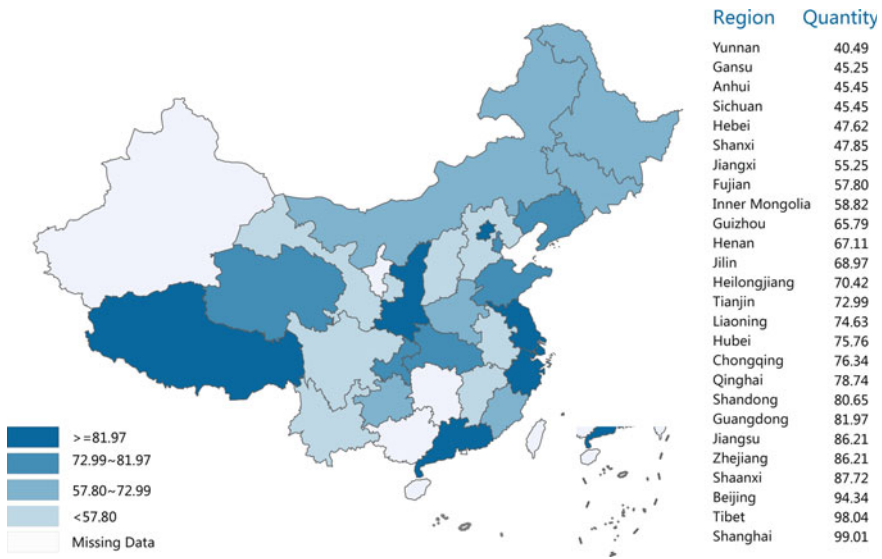 Region Quantity
Yunnan 40.49
Gansu 45.25
Anhui 45.45
Sichuan 45.45
Hebei 47.62
Shanxi 47.85
Jiangxi 55.25
Fujian 57.80
Inner Mongolia 58.82
Guizhou 65.79
Henan 67.11
Jilin 68.97
Heilongjiang 70.42
Tianjin 72.99
Liaoning 74.63
Hubei 75.76
Chongqing 76.34
Qinghai 78.74
Shandong 80.65
Guangdong 81.97
Jiangsu 86.21
Zhejiang 86.21
Shaanxi 87.72
Beijing 94.34
Tibet 98.04
Shanghai 99.01
>=81.97
72.99~81.97
57.80~72.99
<57.80
Missing Data